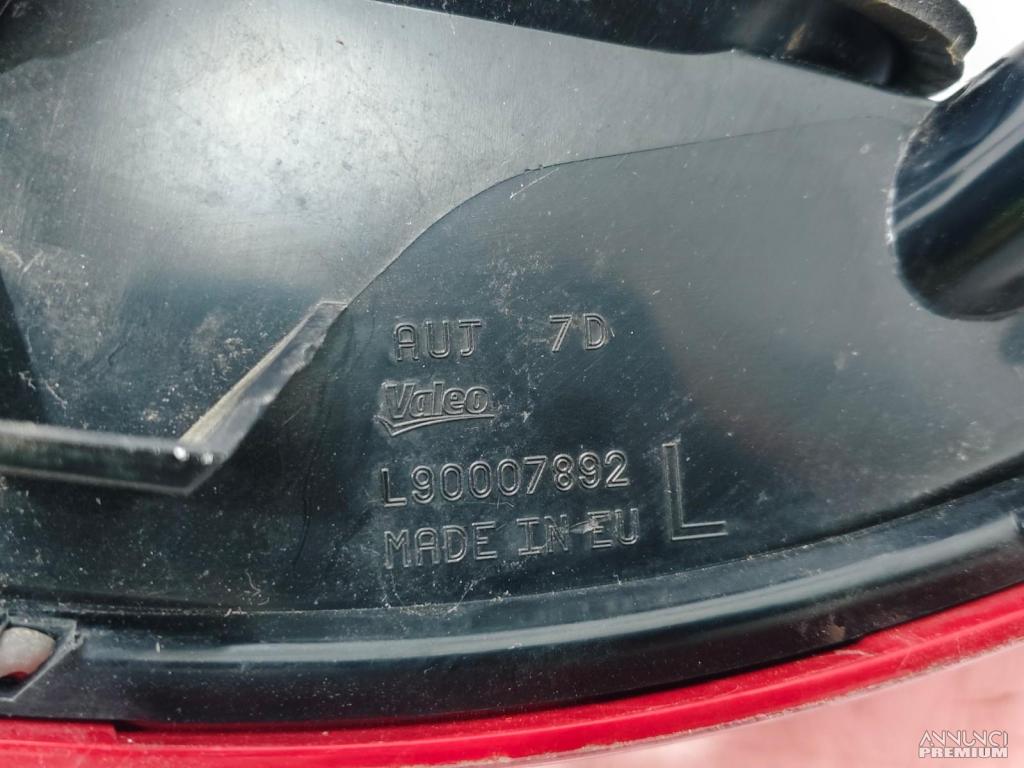 AUJ 7D
Valeo
L90007892
MADE IN EU
L
ANNUNCI
PREMIUM